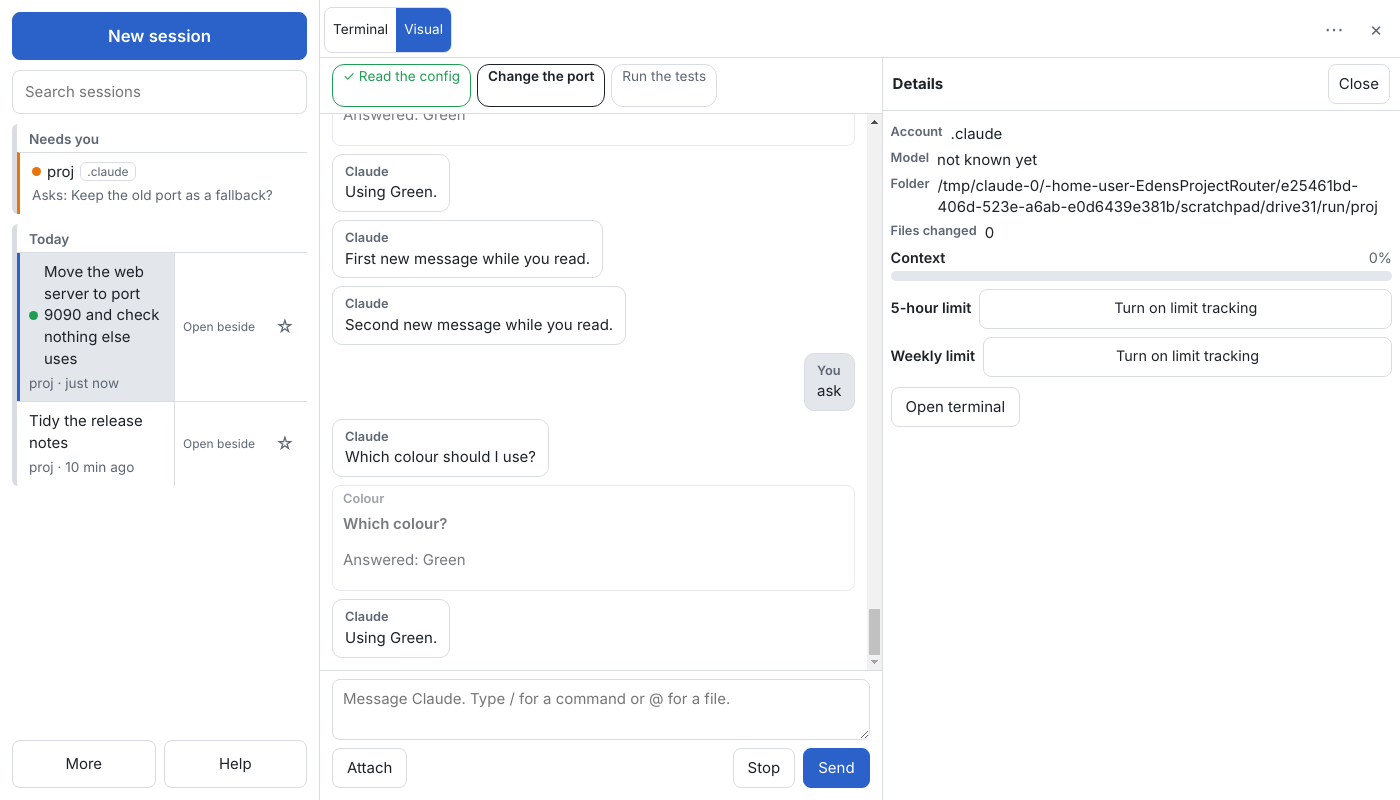 New session
Search sessions
Needs you
proj .claude
Asks: Keep the old port as a fallback?
Today
Move the web
server to port
9090 and check
nothing else
uses
proj · just now
Open beside ☆
Tidy the release
notes
proj · 10 min ago
Open beside ☆
More Help
Terminal Visual
··· ×
✓ Read the config Change the port Run the tests
Answered: Green
Claude
Using Green.
Claude
First new message while you read.
Claude
Second new message while you read.
You
ask
Claude
Which colour should I use?
Colour
Which colour?
Answered: Green
Claude
Using Green.
Message Claude. Type / for a command or @ for a file.
Attach Stop Send
Details Close
Account .claude
Model not known yet
Folder /tmp/claude-0/-home-user-EdensProjectRouter/e25461bd-
406d-523e-a6ab-e0d6439e381b/scratchpad/drive31/run/proj
Files changed 0
Context 0%
5-hour limit Turn on limit tracking
Weekly limit Turn on limit tracking
Open terminal